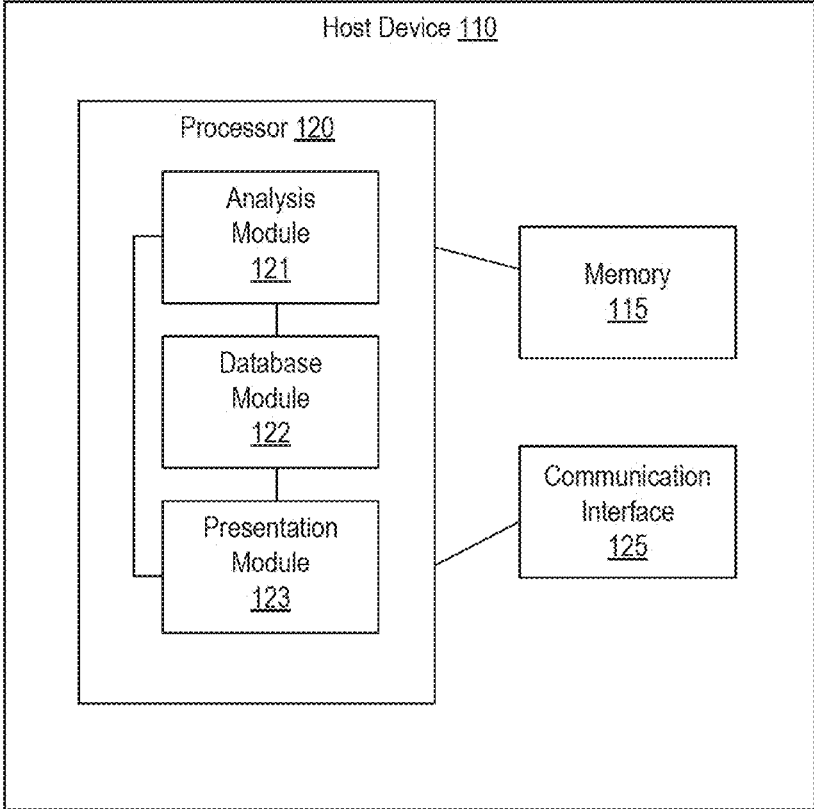 Host Device 110
Processor 120
Analysis
Module
121
Database
Module
122
Presentation
Module
123
Memory
115
Communication
Interface
125